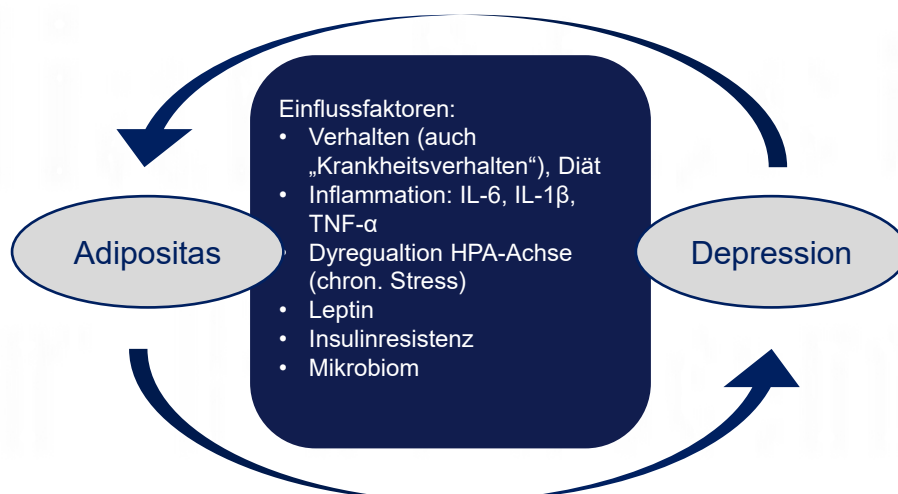 Einflussfaktoren:
• Verhalten (auch
„Krankheitsverhalten“), Diät
• Inflammation: IL-6, IL-1β,
TNF-α
• Dyregualtion HPA-Achse
(chron. Stress)
• Leptin
• Insulinresistenz
• Mikrobiom
Adipositas
Depression